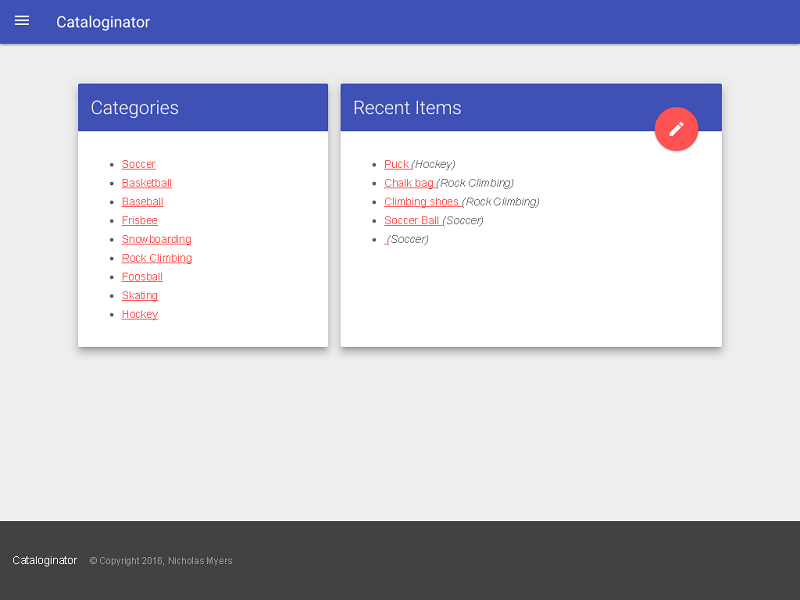 Cataloginator
Categories
Soccer
Basketball
Baseball
Frisbee
Snowboarding
Rock Climbing
Foosball
Skating
Hockey
Recent Items
Puck (Hockey)
Chalk bag (Rock Climbing)
Climbing shoes (Rock Climbing)
Soccer Ball (Soccer)
(Soccer)
Cataloginator © Copyright 2016, Nicholas Myers